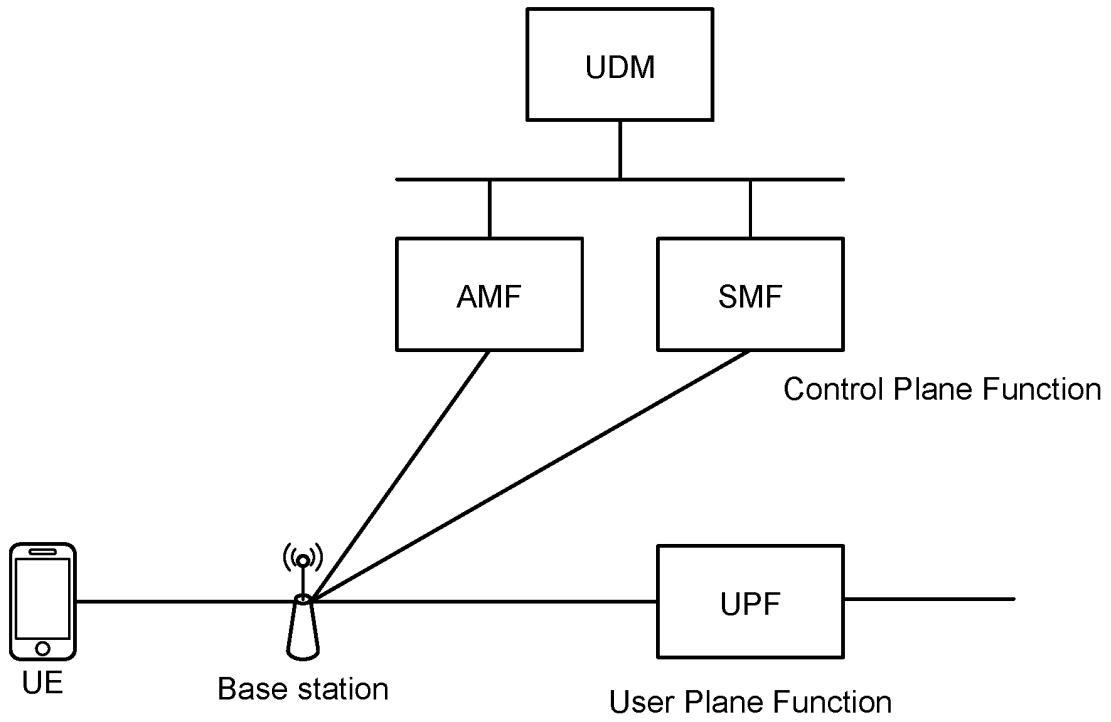 UDM
AMF
SMF
Control Plane Function
UPF
UE
Base station
User Plane Function